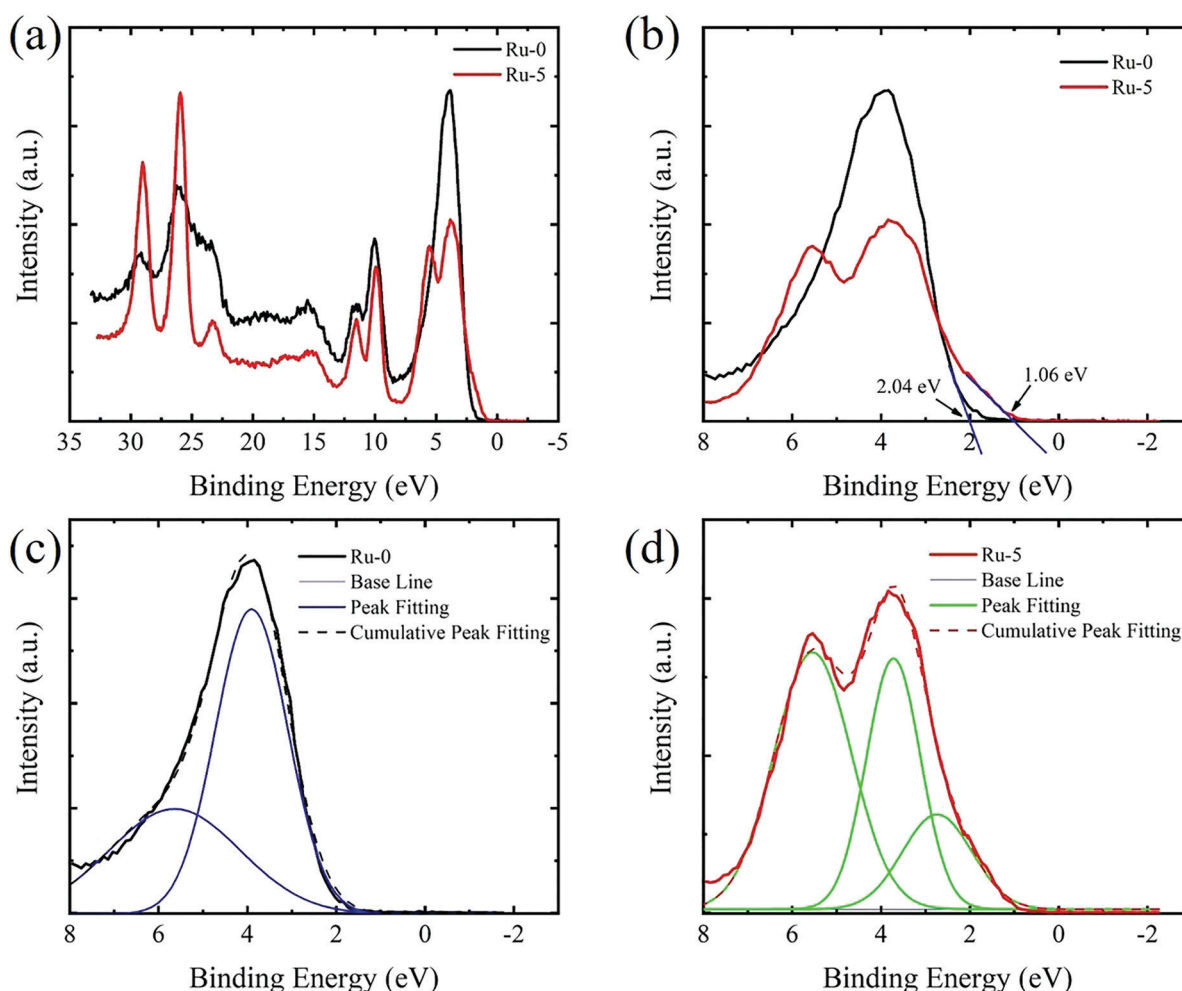 (a)
Ru-0
Ru-5
Intensity (a.u.)
35 30 25 20 15 10 5 0 -5
Binding Energy (eV)
(b)
Ru-0
Ru-5
Intensity (a.u.)
2.04 eV
1.06 eV
8 6 4 2 0 -2
Binding Energy (eV)
(c)
Ru-0
Base Line
Peak Fitting
Cumulative Peak Fitting
Intensity (a.u.)
8 6 4 2 0 -2
Binding Energy (eV)
(d)
Ru-5
Base Line
Peak Fitting
Cumulative Peak Fitting
Intensity (a.u.)
8 6 4 2 0 -2
Binding Energy (eV)